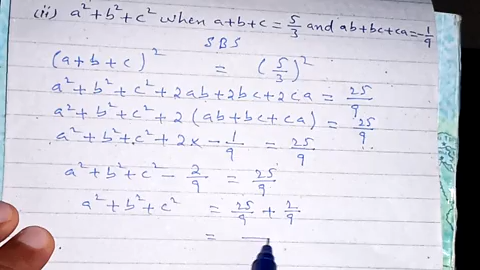 (ii) a²+b²+c² when a+b+c = 5/3 and ab+bc+ca = -1/9
SBS
(a+b+c)² = (5/3)²
a²+b²+c²+2ab+2bc+2ca = 25/9
a²+b²+c²+2(ab+bc+ca) = 25/9
a²+b²+c²+2x-1/9 = 25/9
a²+b²+c²-2/9 = 25/9
a²+b²+c² = 25/9 + 2/9
=